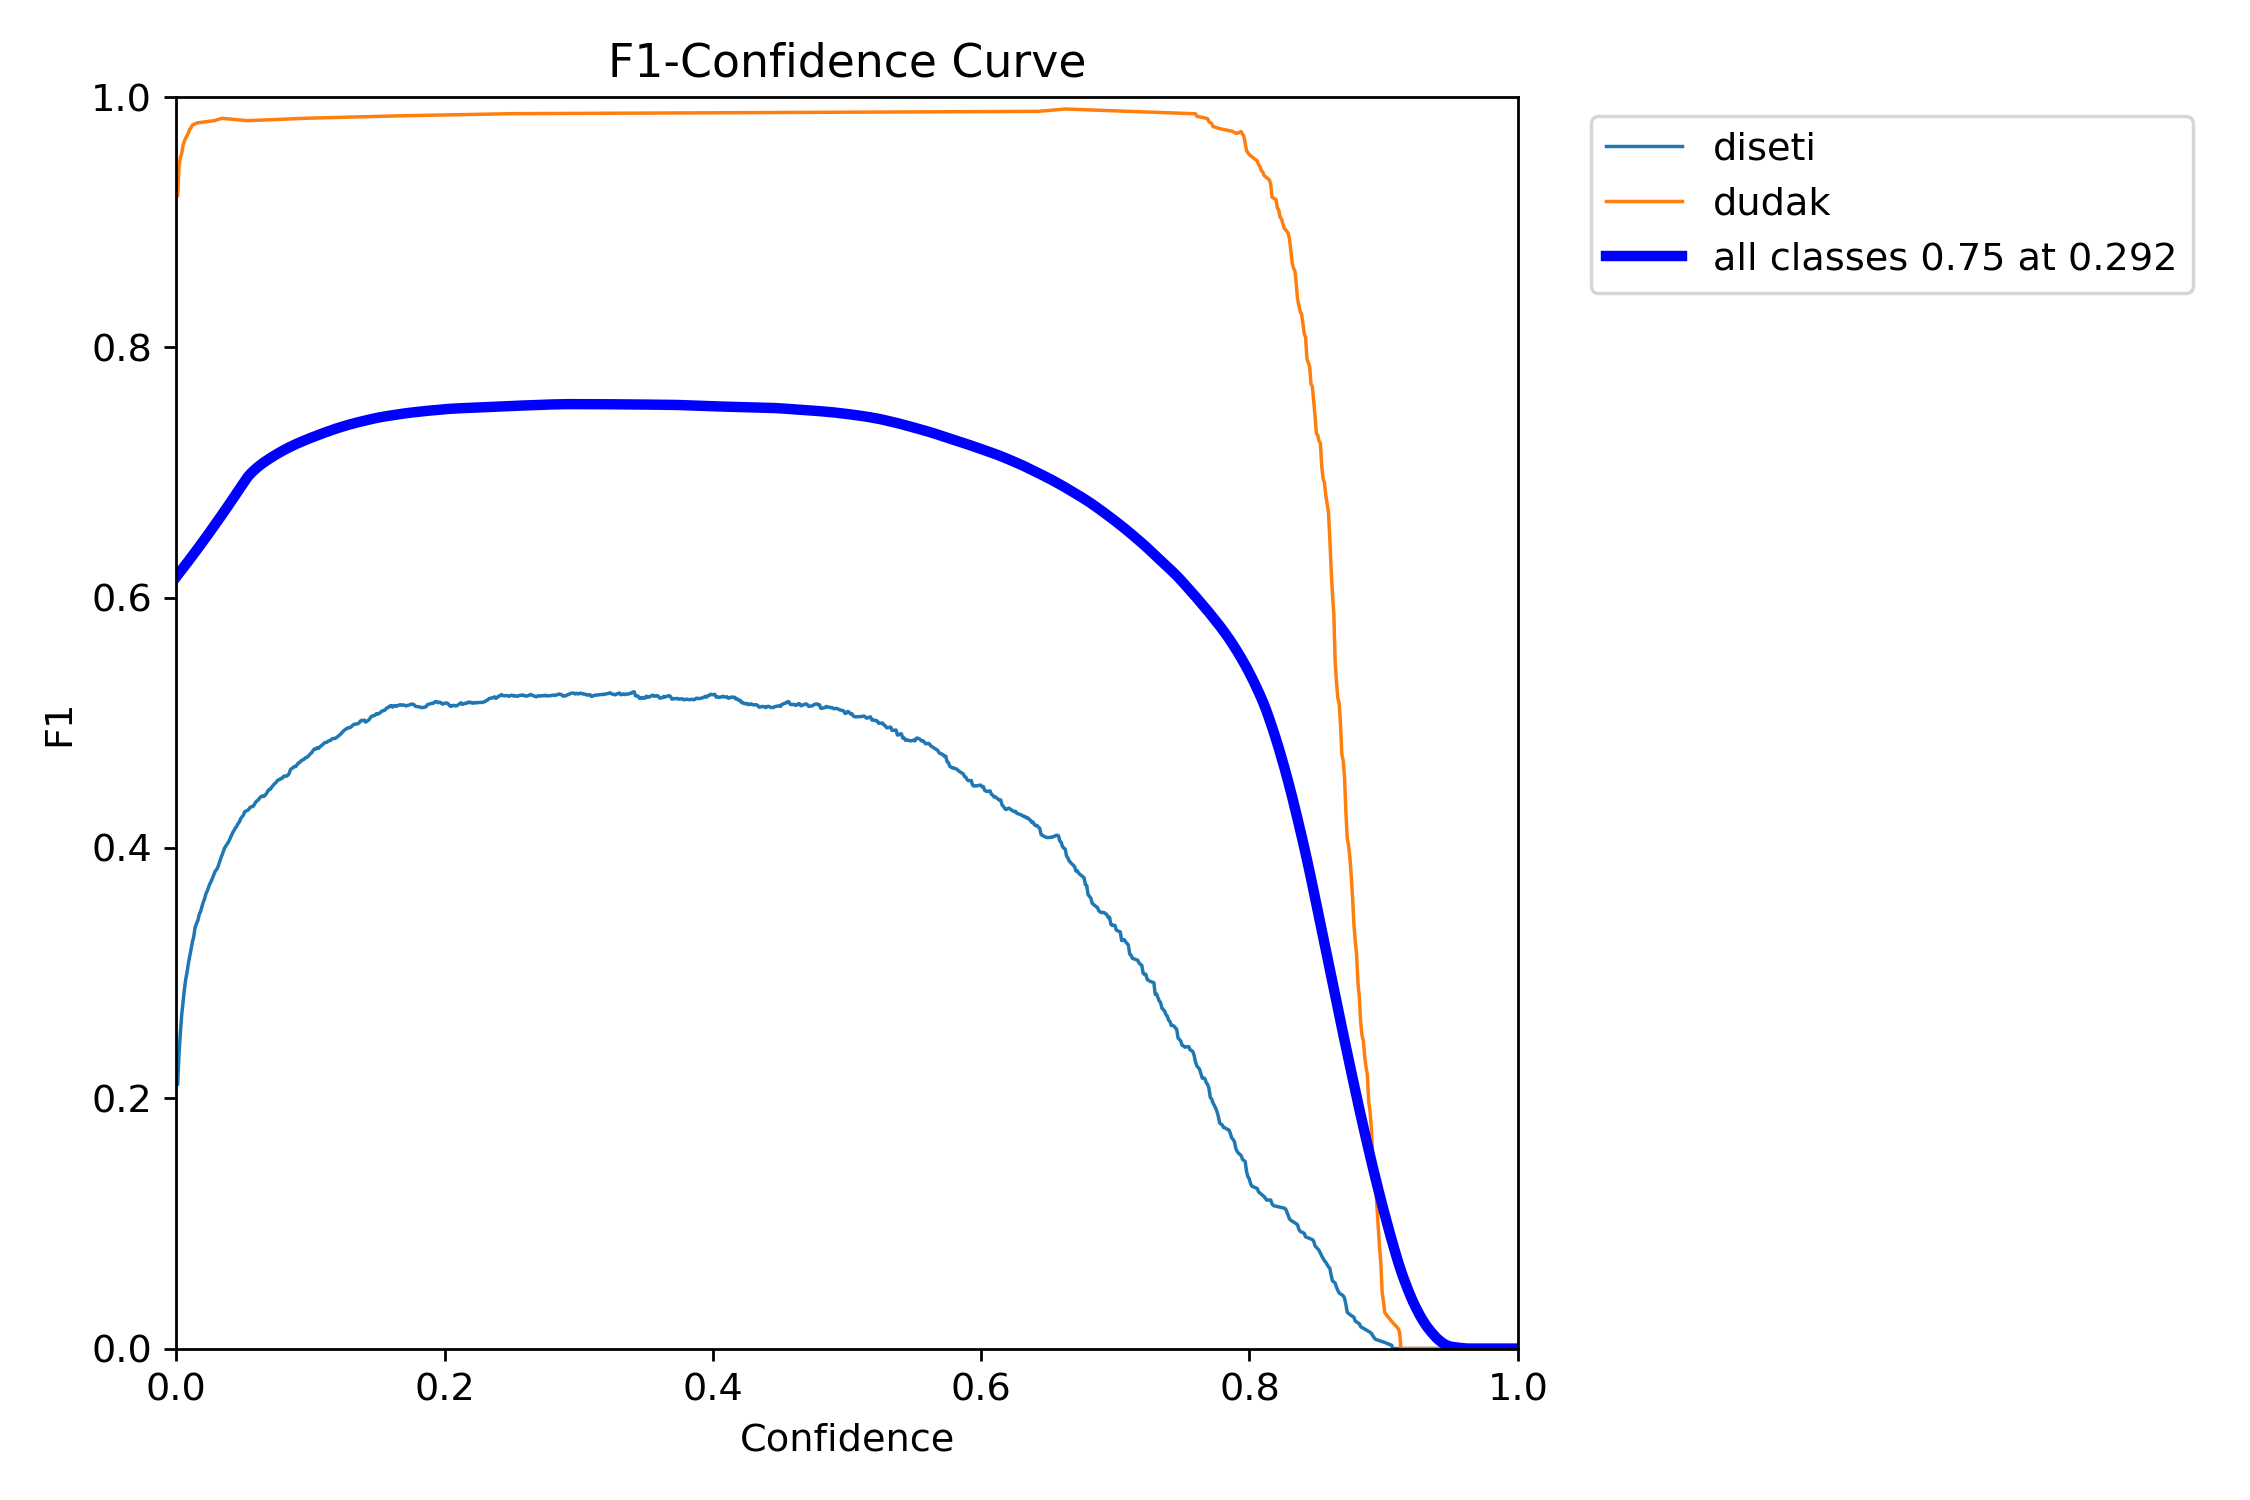 F1-Confidence Curve
1.0
0.8
0.6
0.4
0.2
0.0
F1
0.0 0.2 0.4 0.6 0.8 1.0
Confidence
diseti
dudak
all classes 0.75 at 0.292